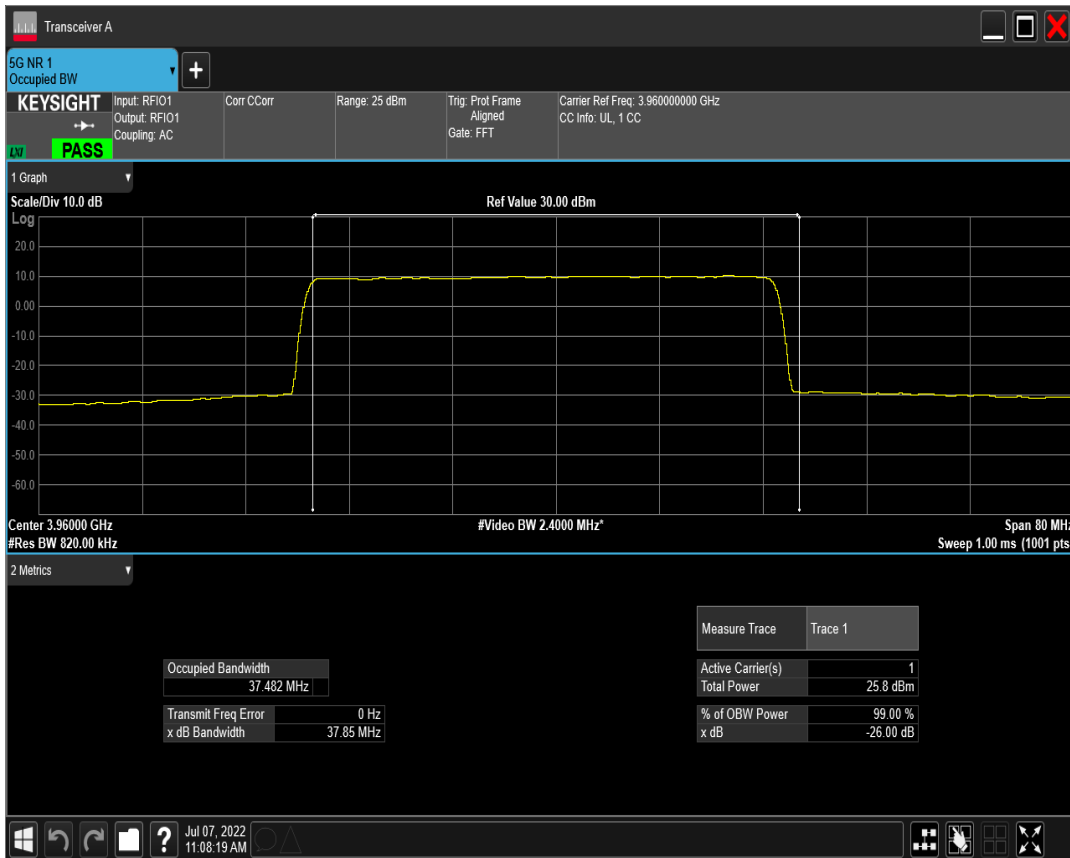 Transceiver A
5G NR 1
Occupied BW
KEYSIGHT
LXI
PASS
Input: RFIO1
Output: RFIO1
Coupling: AC
Corr CCorr
Range: 25 dBm
Trig: Prot Frame
Aligned
Gate: FFT
Carrier Ref Freq: 3.960000000 GHz
CC Info: UL, 1 CC
1 Graph
Scale/Div 10.0 dB
Ref Value 30.00 dBm
Log
20.0
10.0
0.00
-10.0
-20.0
-30.0
-40.0
-50.0
-60.0
Center 3.96000 GHz
#Video BW 2.4000 MHz*
Span 80 MHz
#Res BW 820.00 kHz
Sweep 1.00 ms (1001 pts
2 Metrics
Measure Trace Trace 1
Occupied Bandwidth
37.482 MHz
Active Carrier(s) 1
Total Power 25.8 dBm
Transmit Freq Error 0 Hz
x dB Bandwidth 37.85 MHz
% of OBW Power 99.00 %
x dB -26.00 dB
?
Jul 07, 2022
11:08:19 AM